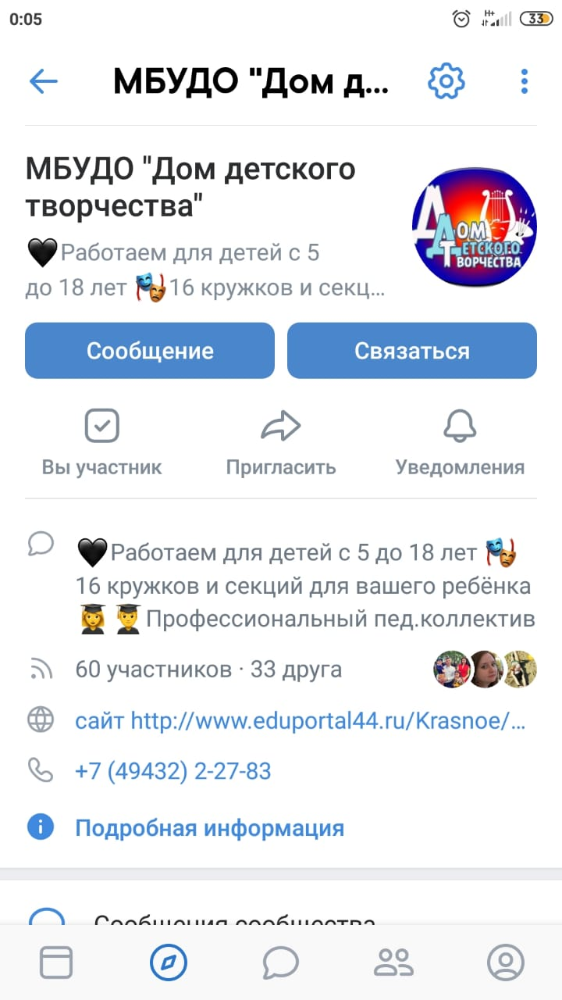 0:05
H+
33
МБУДО "Дом д...
МБУДО "Дом детского
творчества"
🖤Работаем для детей с 5
до 18 лет 🎭16 кружков и секц...
Дом
Детского
Творчества
Сообщение
Связаться
Вы участник
Пригласить
Уведомления
🖤Работаем для детей с 5 до 18 лет 🎭
16 кружков и секций для вашего ребёнка
👩‍🎓👨‍🎓Профессиональный пед.коллектив
60 участников · 33 друга
сайт http://www.eduportal44.ru/Krasnoe/...
+7 (49432) 2-27-83
Подробная информация
Сообщения сообщества